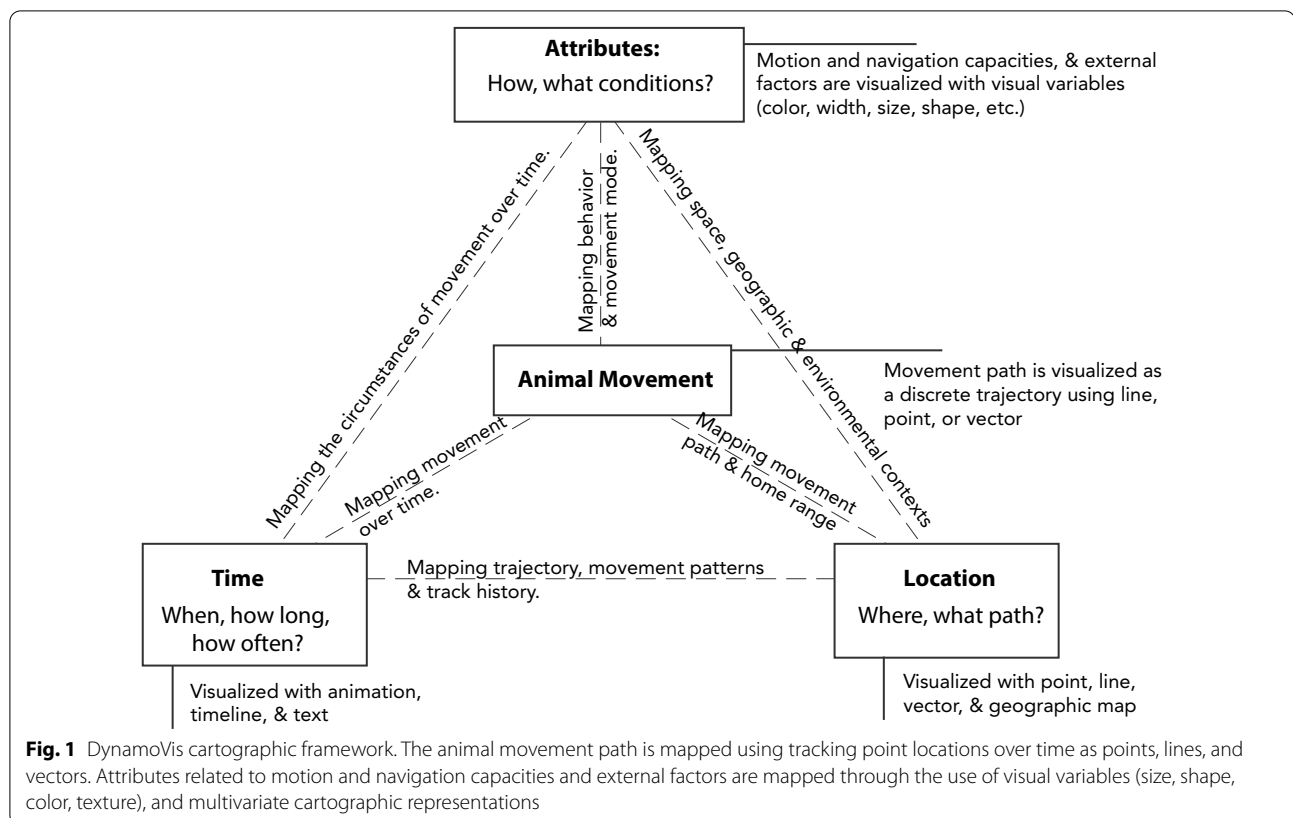 Attributes:
How, what conditions?
Motion and navigation capacities, & external
factors are visualized with visual variables
(color, width, size, shape, etc.)
Mapping the circumstances of movement over time.
Mapping behavior
& movement mode.
Mapping space, geographic & environmental contexts
Animal Movement
Movement path is visualized as
a discrete trajectory using line,
point, or vector
Mapping movement
over time.
Mapping movement
path & home range
Time
When, how long,
how often?
Mapping trajectory, movement patterns
& track history.
Location
Where, what path?
Visualized with animation,
timeline, & text
Visualized with point, line,
vector, & geographic map
Fig. 1 DynamoVis cartographic framework. The animal movement path is mapped using tracking point locations over time as points, lines, and
vectors. Attributes related to motion and navigation capacities and external factors are mapped through the use of visual variables (size, shape,
color, texture), and multivariate cartographic representations